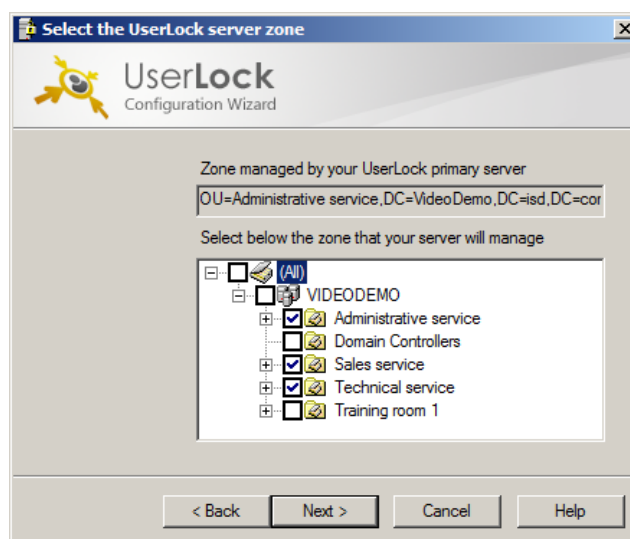 Select the UserLock server zone
UserLock
Configuration Wizard
Zone managed by your UserLock primary server
OU=Administrative service,DC=VideoDemo,DC=isd,DC=cor
Select below the zone that your server will manage
(All)
VIDEODEMO
Administrative service
Domain Controllers
Sales service
Technical service
Training room 1
< Back Next > Cancel Help